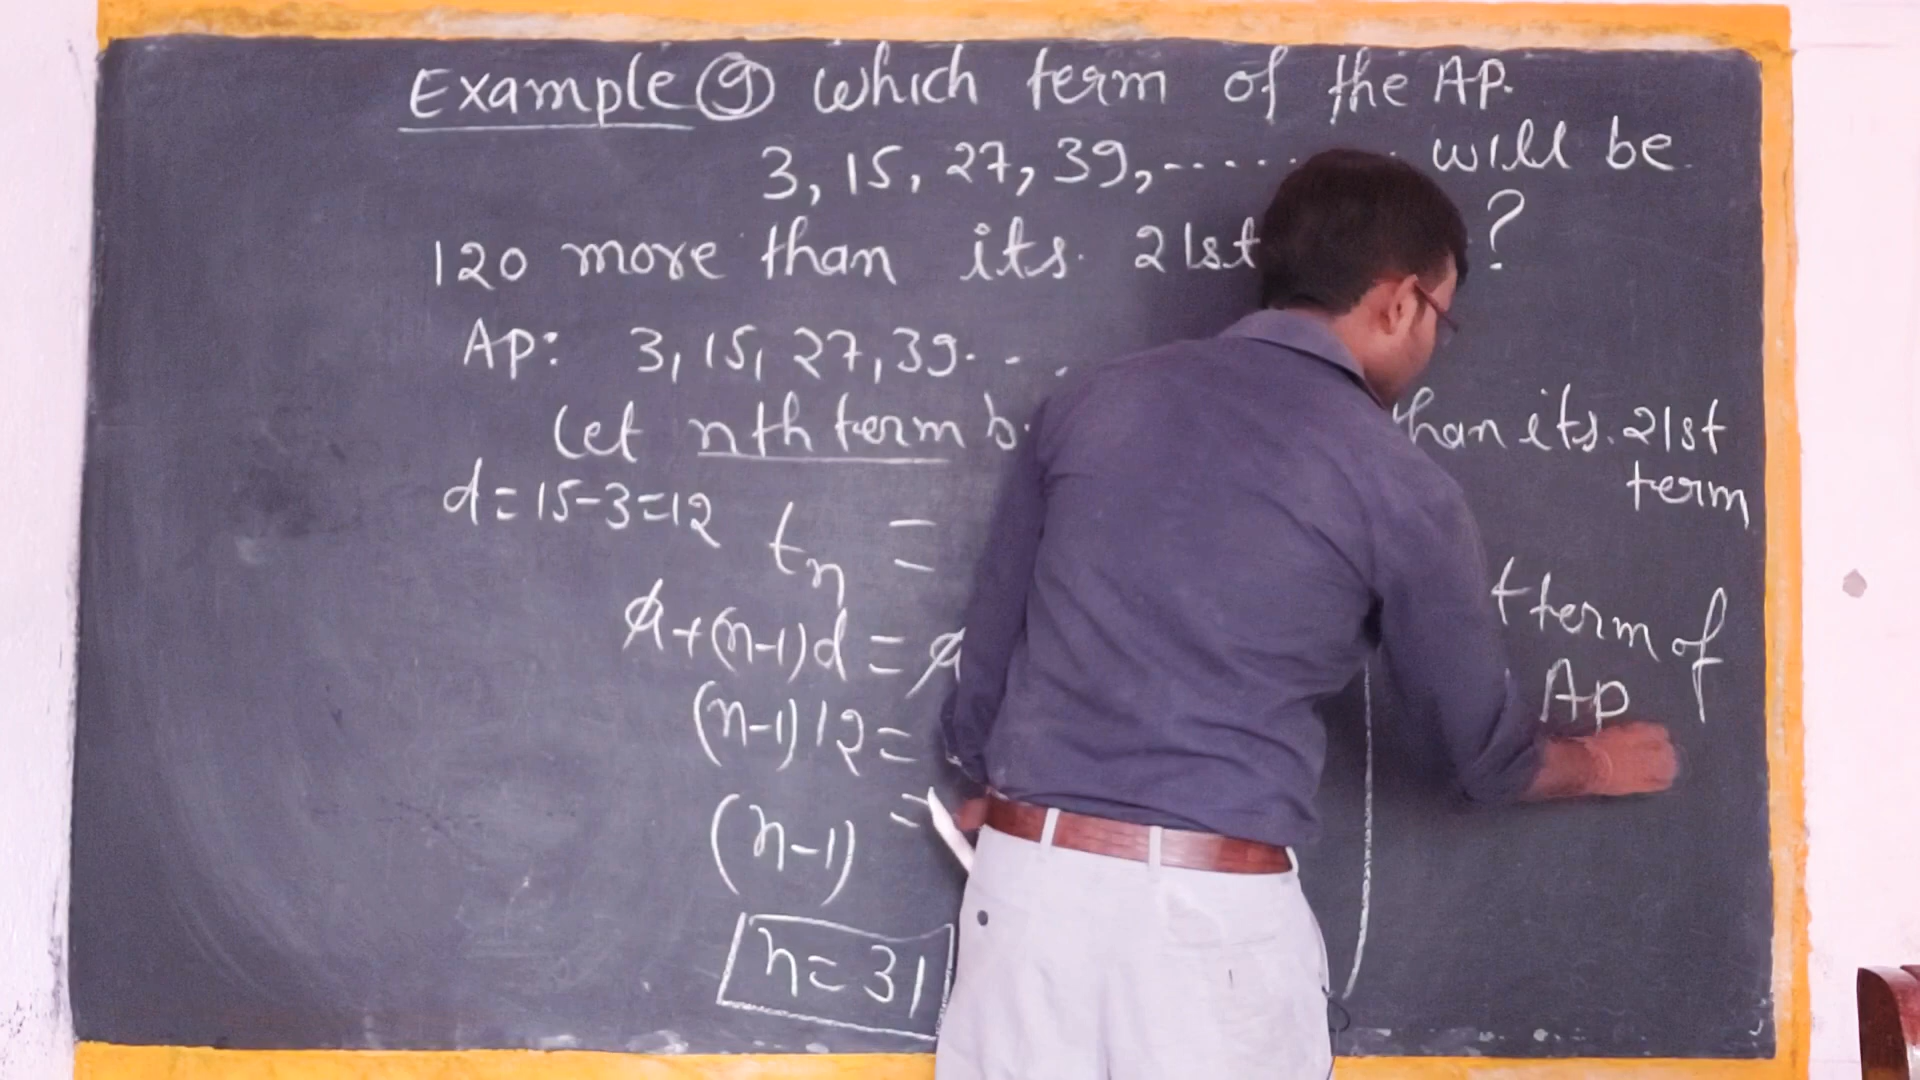 Example 9 which term of the AP.
3, 15, 27, 39, ........ will be
120 more than its. 21st ?
AP: 3, 15, 27, 39. . .
Let nth term than its. 21st
term
d = 15-3=12
tn =
a+(n-1)d = a
term of
AP
(n-1)12=
(n-1) =
n=31